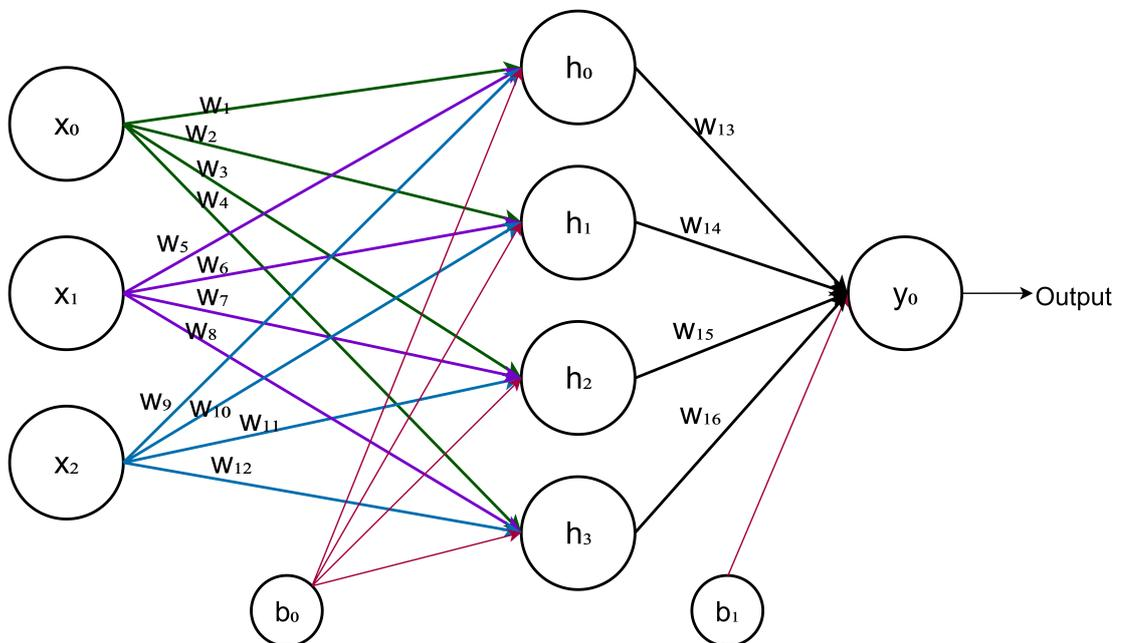 x₀
x₁
x₂
w₁
w₂
w₃
w₄
w₅
w₆
w₇
w₈
w₉
w₁₀
w₁₁
w₁₂
b₀
h₀
h₁
h₂
h₃
w₁₃
w₁₄
w₁₅
w₁₆
b₁
y₀
Output